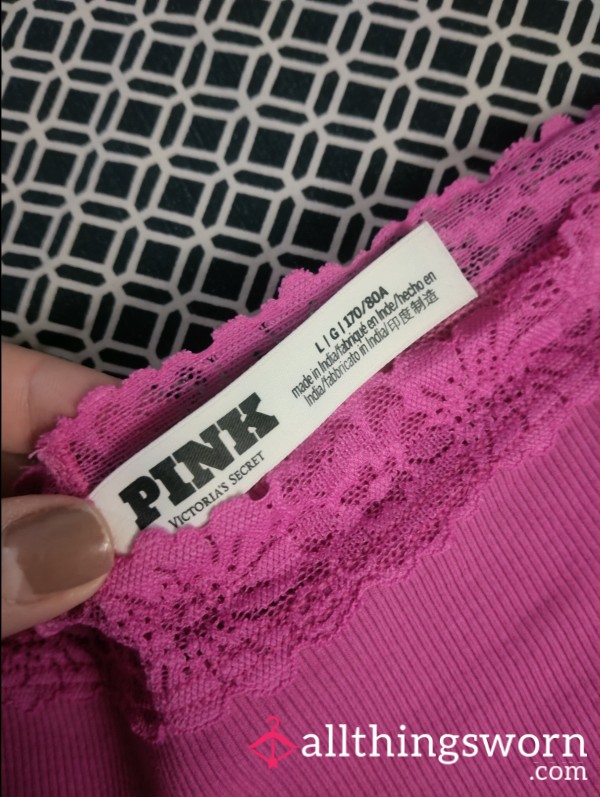 L | G | 170/80A
made in India/fabriqué en Inde/hecho en
India/fabbricato in India/印度制造
PINK
VICTORIA'S SECRET
allthingsworn
.com